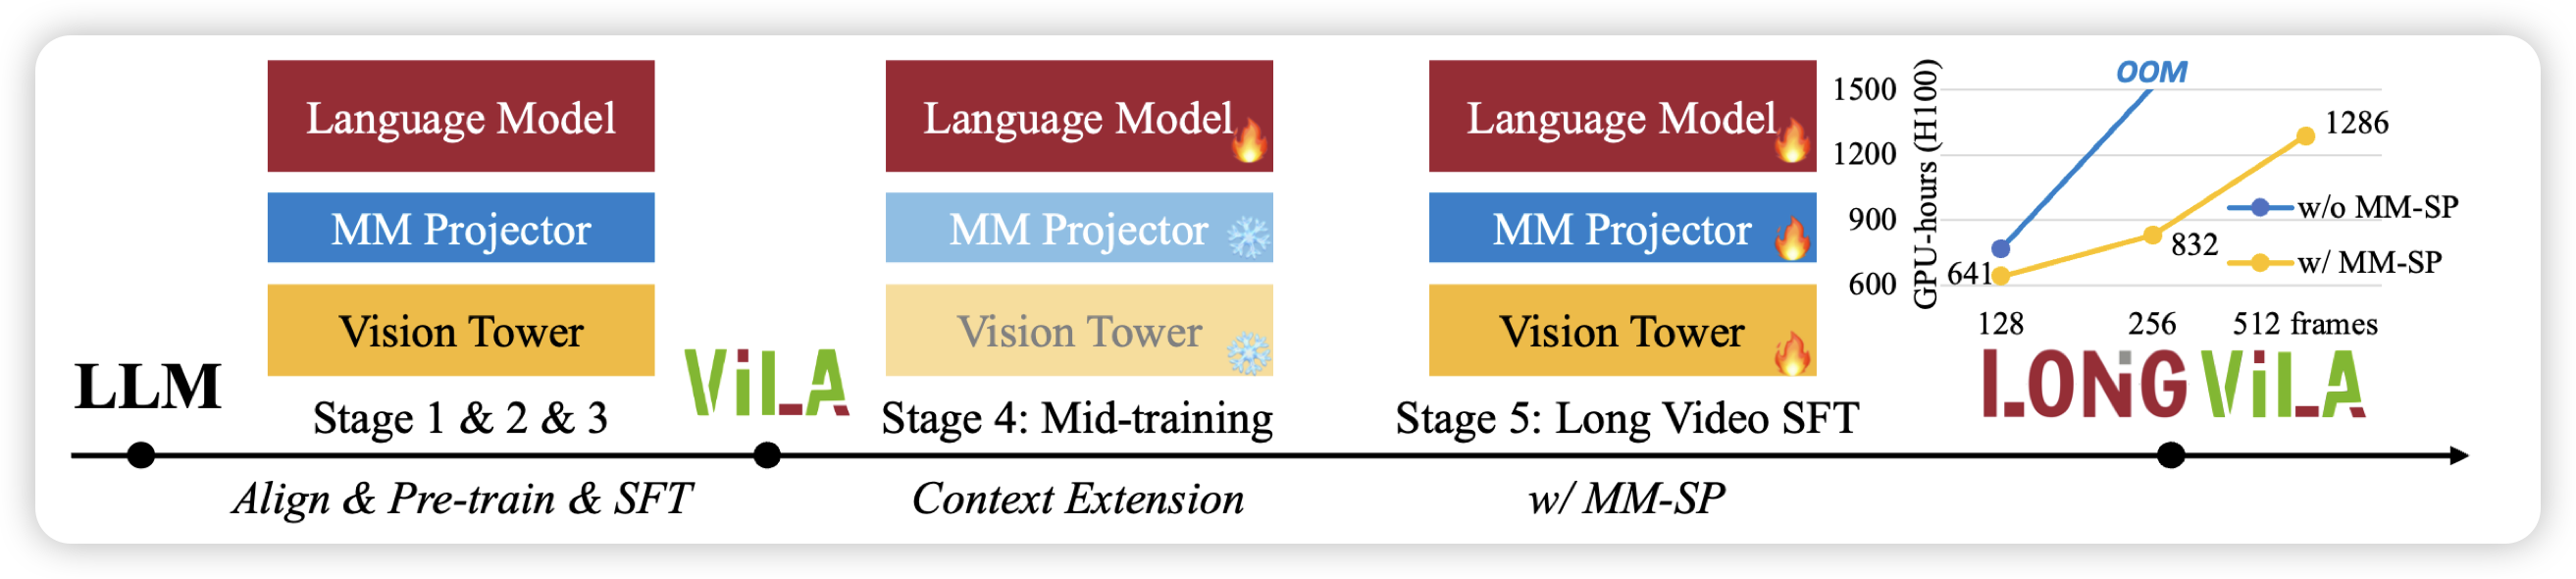 LLM
Language Model
MM Projector
Vision Tower
Stage 1 & 2 & 3
Align & Pre-train & SFT
ViLA
Language Model
MM Projector
Vision Tower
Stage 4: Mid-training
Context Extension
Language Model
MM Projector
Vision Tower
Stage 5: Long Video SFT
w/ MM-SP
GPU-hours (H100)
1500
1200
900
600
OOM
1286
832
641
w/o MM-SP
w/ MM-SP
128 256 512 frames
LONG ViLA